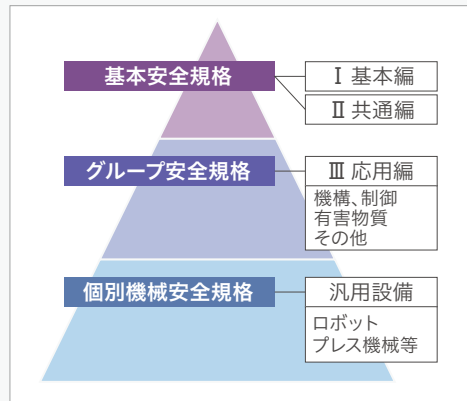 基本安全規格
Ⅰ 基本編
Ⅱ 共通編
グループ安全規格
Ⅲ 応用編
機構、制御
有害物質
その他
個別機械安全規格
汎用設備
ロボット
プレス機械等